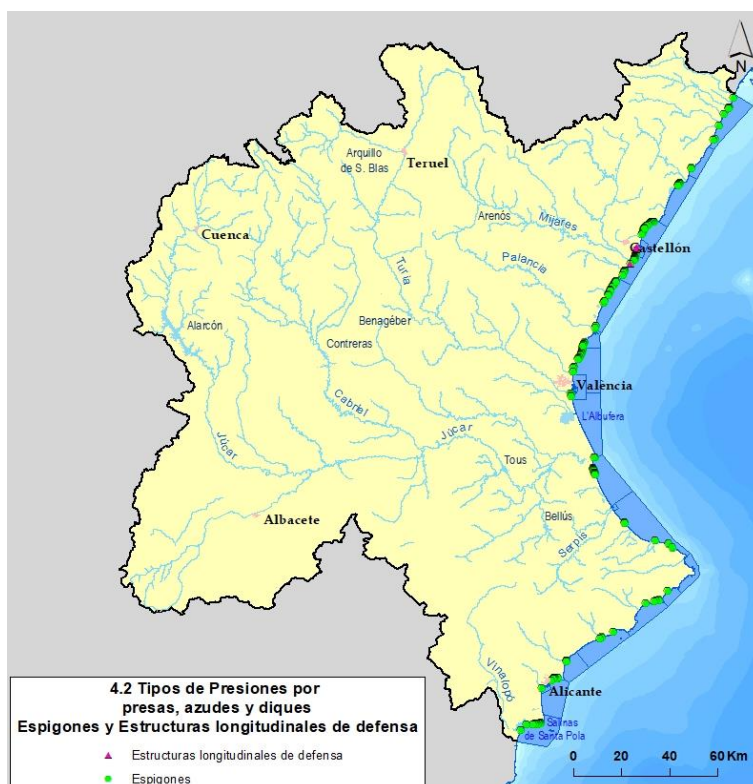 N
Arquillo
de S. Blas
Teruel
Arenós
Mijares
Cuenca
Castellón
Palancia
Turia
Alarcón
Benagéber
Contreras
Valencia
Cabriel
L'Albufera
Júcar
Júcar
Tous
Albacete
Bellús
Serpis
Vinalopó
Alicante
Salinas
de Santa Pola
4.2 Tipos de Presiones por
presas, azudes y diques
Espigones y Estructuras longitudinales de defensa
Estructuras longitudinales de defensa
Espigones
0 20 40 60 Km